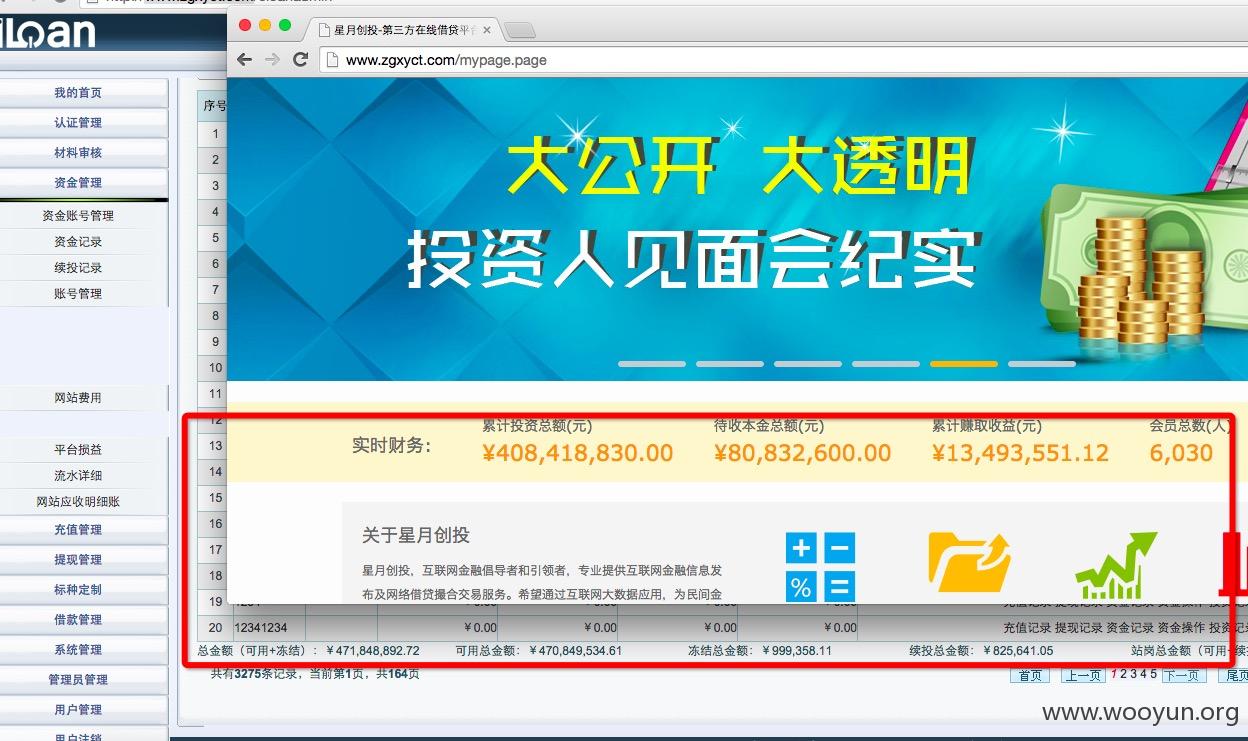 iLoan
星月创投-第三方在线借贷平台
www.zgxyct.com/mypage.page
我的首页
认证管理
材料审核
资金管理
资金账号管理
资金记录
续投记录
账号管理
网站费用
平台损益
流水详细
网站应收明细账
充值管理
提现管理
标种定制
借款管理
系统管理
管理员管理
用户管理
用户注销
序号
1
2
3
4
5
6
7
8
9
10
11
12
13
14
15
16
17
18
19
大公开 大透明
投资人见面会纪实
实时财务:
累计投资总额(元)
¥408,418,830.00
待收本金总额(元)
¥80,832,600.00
累计赚取收益(元)
¥13,493,551.12
会员总数(人)
6,030
关于星月创投
星月创投，互联网金融倡导者和引领者，专业提供互联网金融信息发
布及网络借贷撮合交易服务。希望通过互联网大数据应用，为民间金
20 12341234 ￥0.00 ￥0.00 ￥0.00 ￥0.00 充值记录 提现记录 资金记录 资金操作 投资记录
总金额（可用+冻结）：￥471,848,892.72 可用总金额：￥470,849,534.61 冻结总金额：￥999,358.11 续投总金额：￥825,641.05 站岗总金额（可用+续
共有3275条记录，当前第1页，共164页
首页 上一页 1 2 3 4 5 下一页 尾页
www.wooyun.org